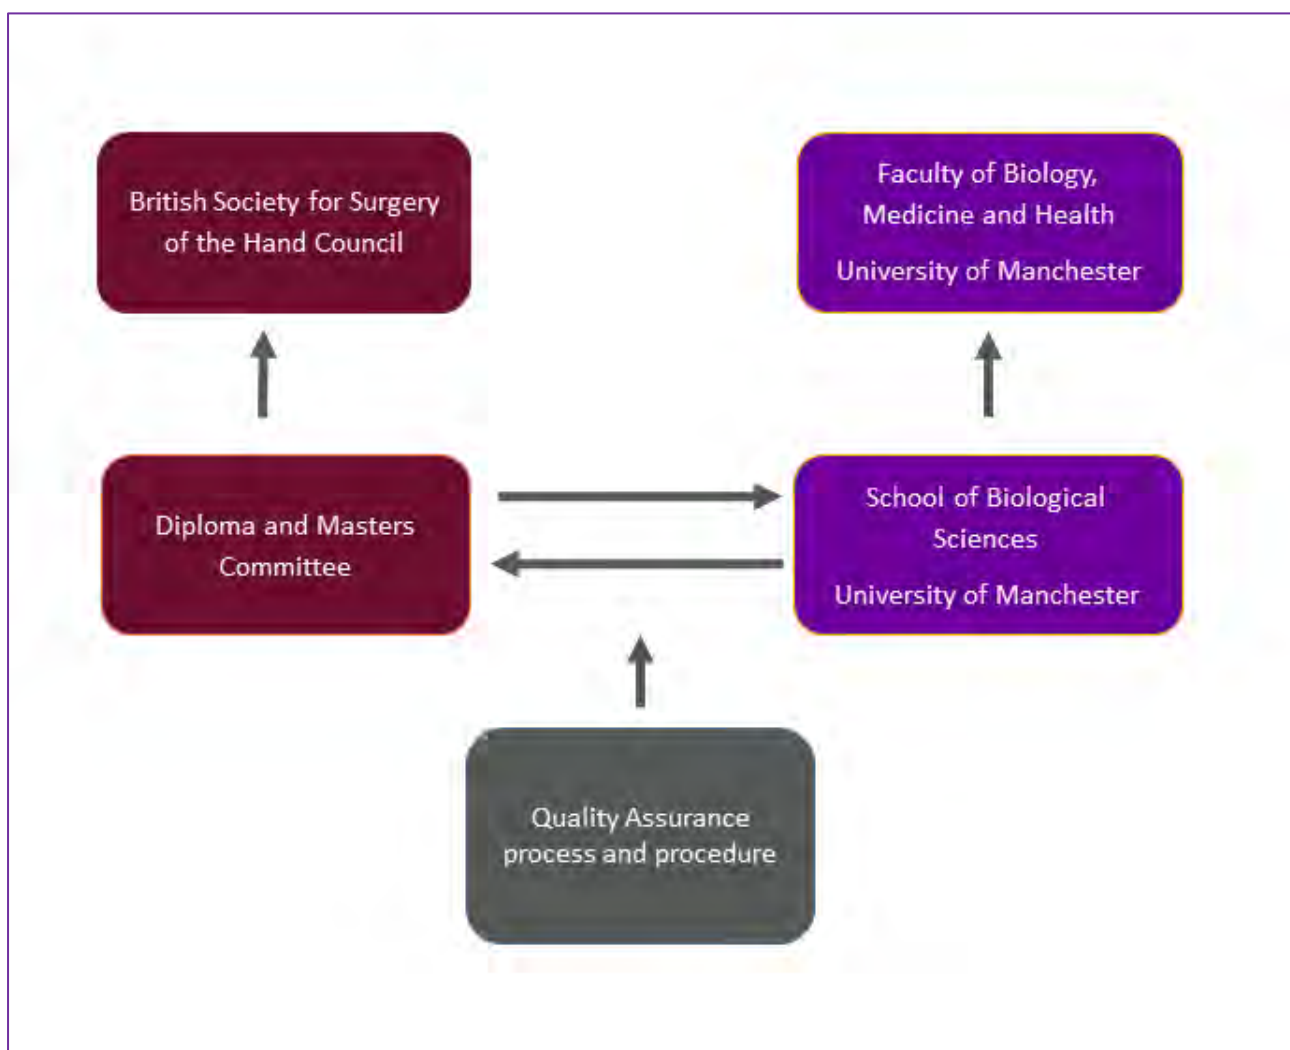 British Society for Surgery
of the Hand Council
Faculty of Biology,
Medicine and Health
University of Manchester
Diploma and Masters
Committee
School of Biological
Sciences
University of Manchester
Quality Assurance
process and procedure